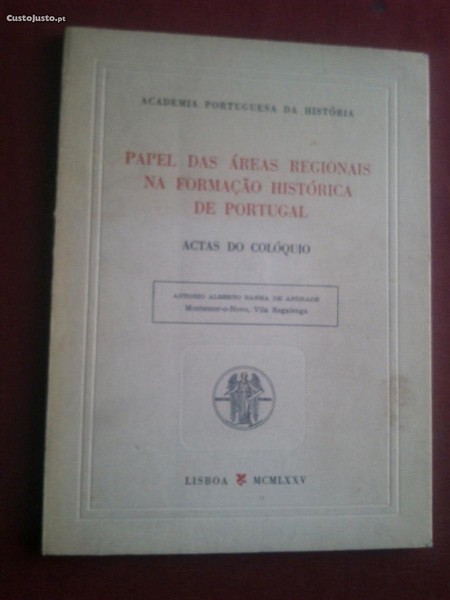 CustoJusto.pt
ACADEMIA PORTUGUESA DA HISTÓRIA
PAPEL DAS ÁREAS REGIONAIS
NA FORMAÇÃO HISTÓRICA
DE PORTUGAL
ACTAS DO COLÓQUIO
ANTONIO ALBERTO BANHA DE ANDRADE
Montemor-o-Novo, Vila Regalenga
LISBOA MCMLXXV